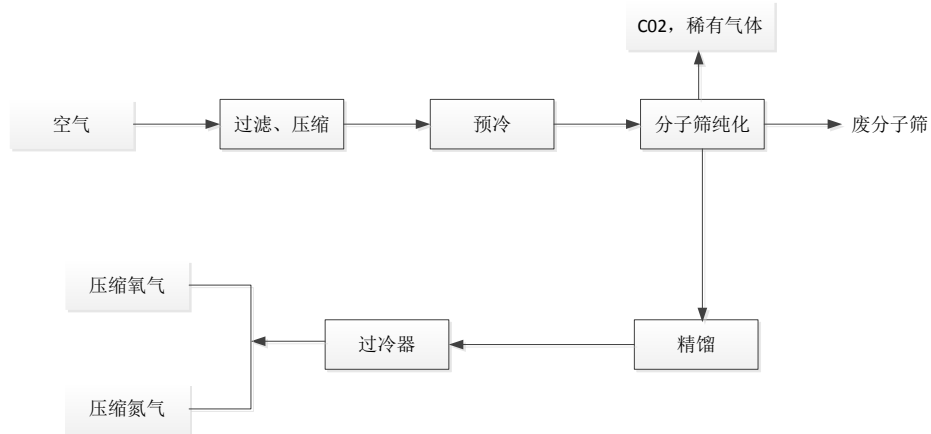 CO2，稀有气体
空气
过滤、压缩
预冷
分子筛纯化
废分子筛
压缩氧气
过冷器
精馏
压缩氮气